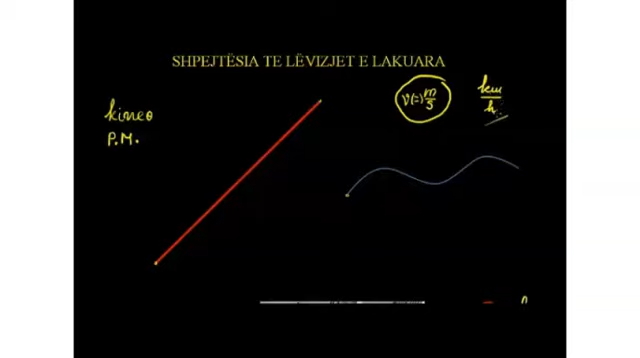 SHPEJTËSIA TE LËVIZJET E LAKUARA
kineo
P.M.
v(=) m/s
km/h